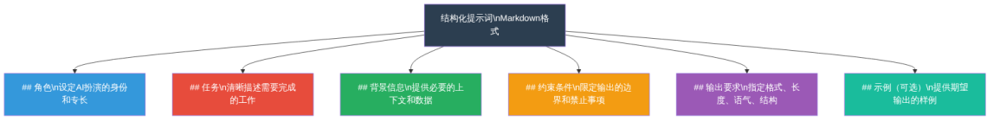 结构化提示词\nMarkdown格
式
## 角色\n设定AI扮演的身份
和专长
## 任务\n清晰描述需要完成
的工作
## 背景信息\n提供必要的上
下文和数据
## 约束条件\n限定输出的边
界和禁止事项
## 输出要求\n指定格式、长
度、语气、结构
## 示例（可选）\n提供期望
输出的样例